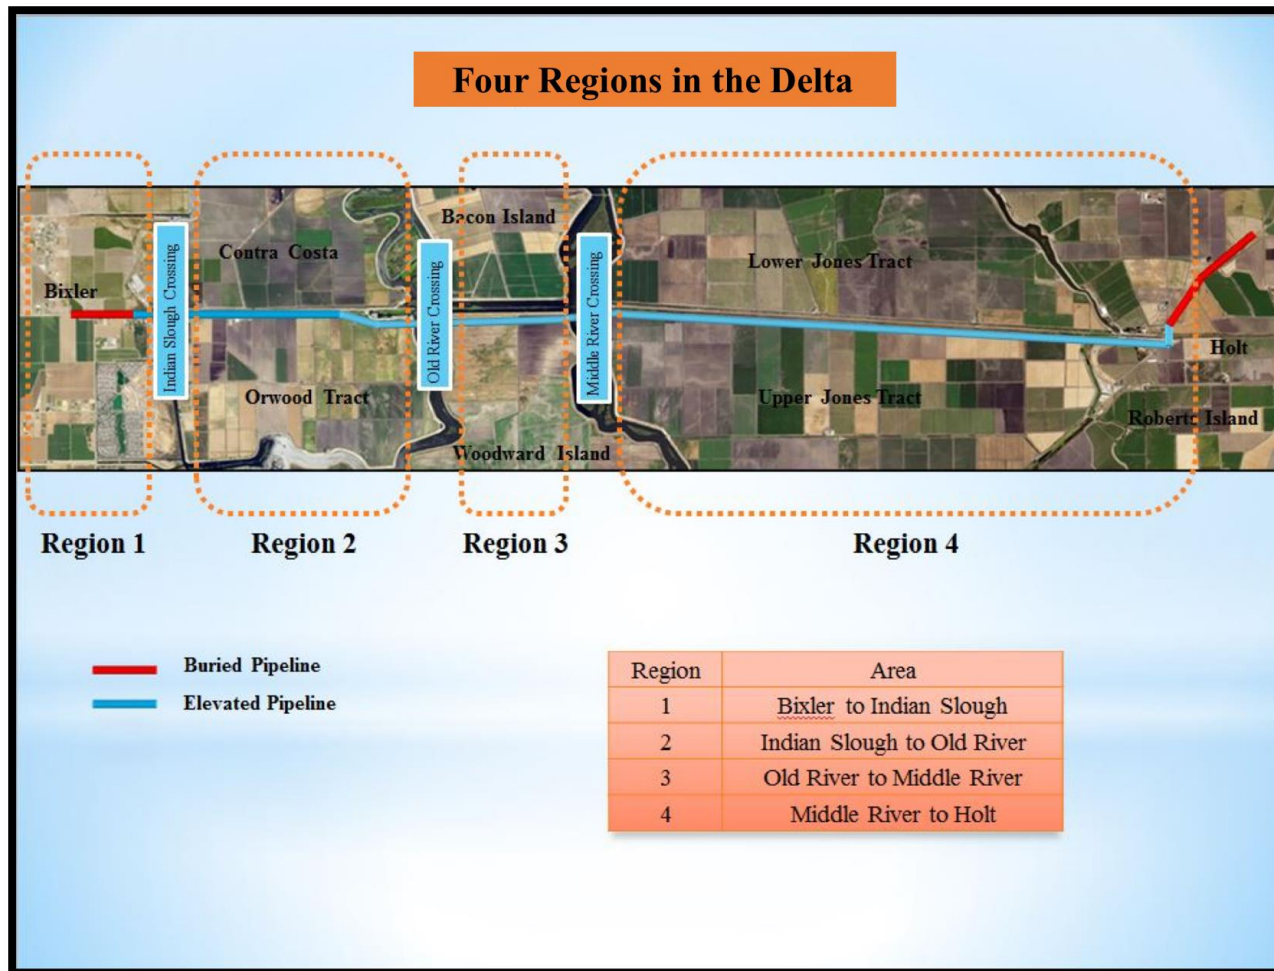 Four Regions in the Delta
Bacon Island
Contra Costa
Lower Jones Tract
Bixler
Indian Slough Crossing
Old River Crossing
Middle River Crossing
Holt
Orwood Tract
Upper Jones Tract
Roberts Island
Woodward Island
Region 1
Region 2
Region 3
Region 4
Buried Pipeline
Elevated Pipeline
Region Area
1 Bixler to Indian Slough
2 Indian Slough to Old River
3 Old River to Middle River
4 Middle River to Holt